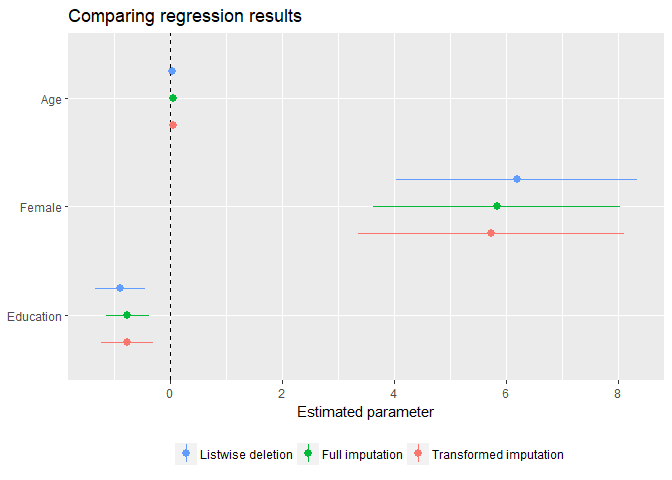 Comparing regression results
Age
Female
Education
0 2 4 6 8
Estimated parameter
Listwise deletion Full imputation Transformed imputation